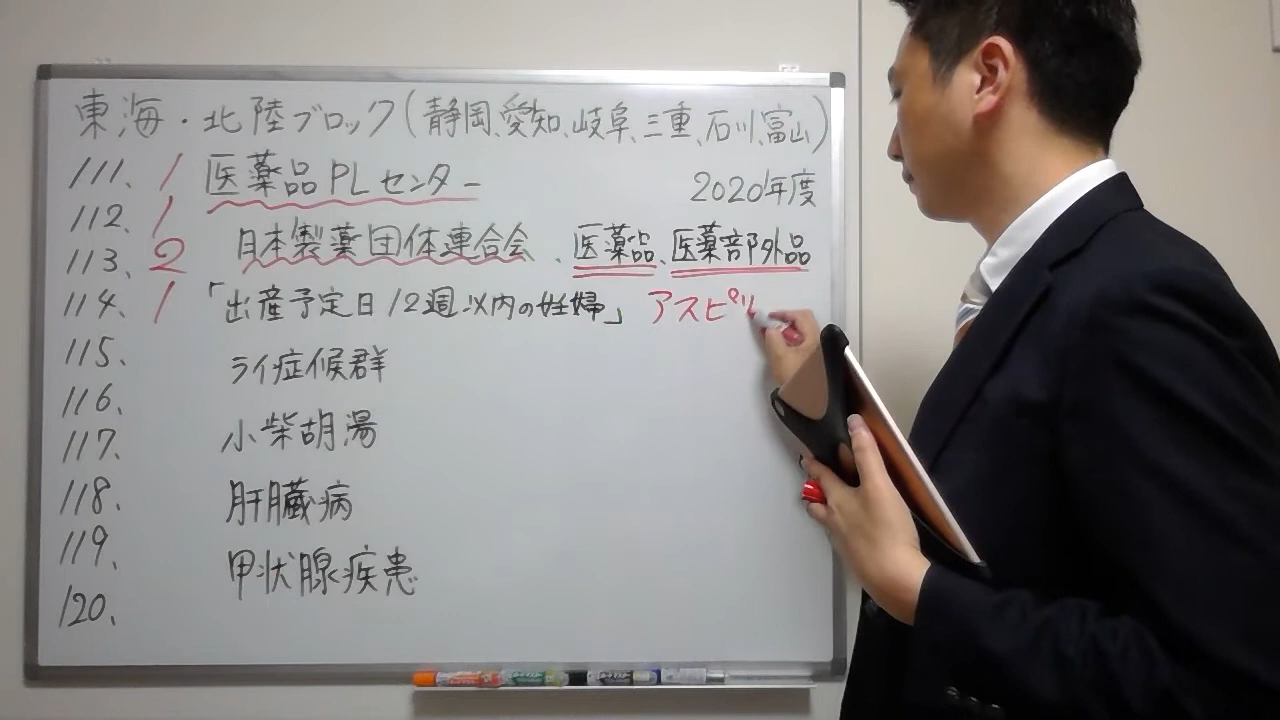 東海・北陸ブロック(静岡、愛知、岐阜、三重、石川、富山)
111. 1 医薬品PLセンター 2020年度
112. 1
日本製薬団体連合会、医薬品、医薬部外品
113. 2
114. 1 「出産予定日12週以内の妊婦」 アスピリ
115. ライ症候群
116.
117. 小柴胡湯
118. 肝臓病
119. 甲状腺疾患
120.